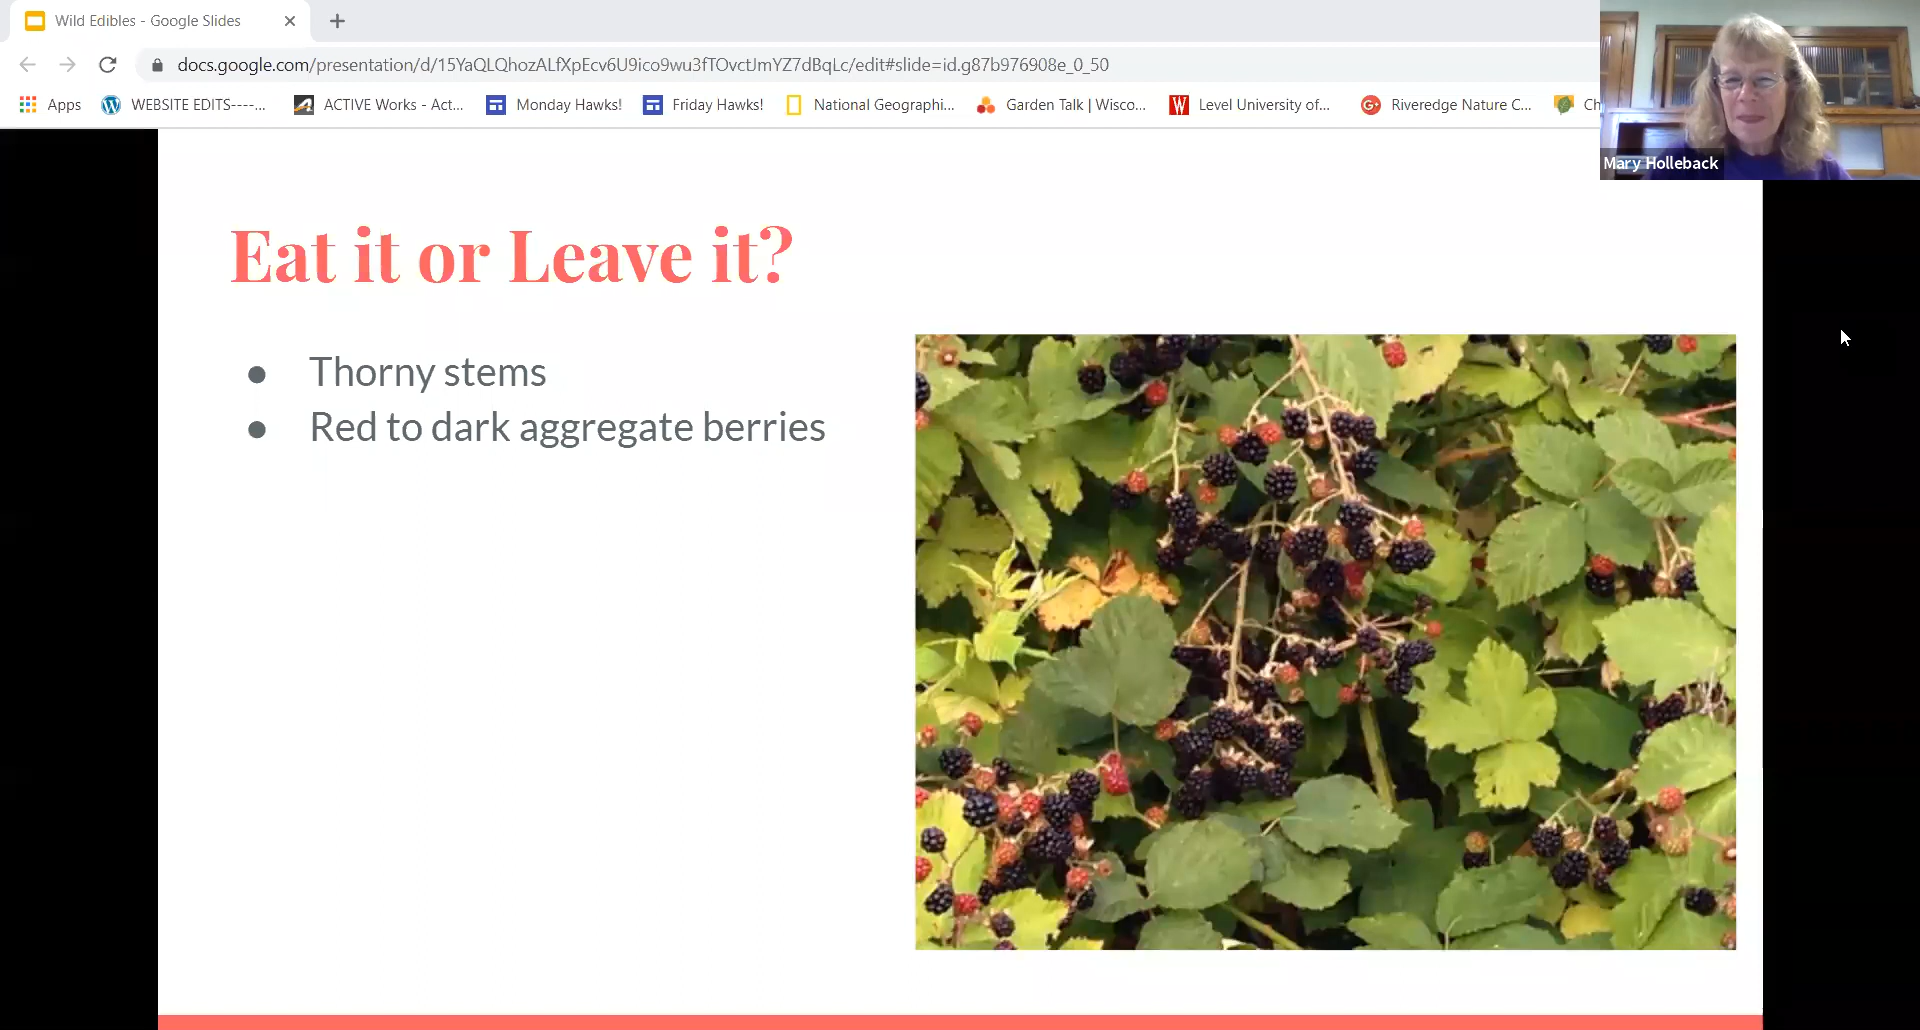 Wild Edibles - Google Slides
docs.google.com/presentation/d/15YaQLQhozALfXpEcv6U9ico9wu3fTOvctJmYZ7dBqLc/edit#slide=id.g87b976908e_0_50
Apps WEBSITE EDITS----... ACTIVE Works - Act... Monday Hawks! Friday Hawks! National Geographi... Garden Talk | Wisco... Level University of... Riveredge Nature C... Ch
Mary Holleback
Eat it or Leave it?
● Thorny stems
● Red to dark aggregate berries